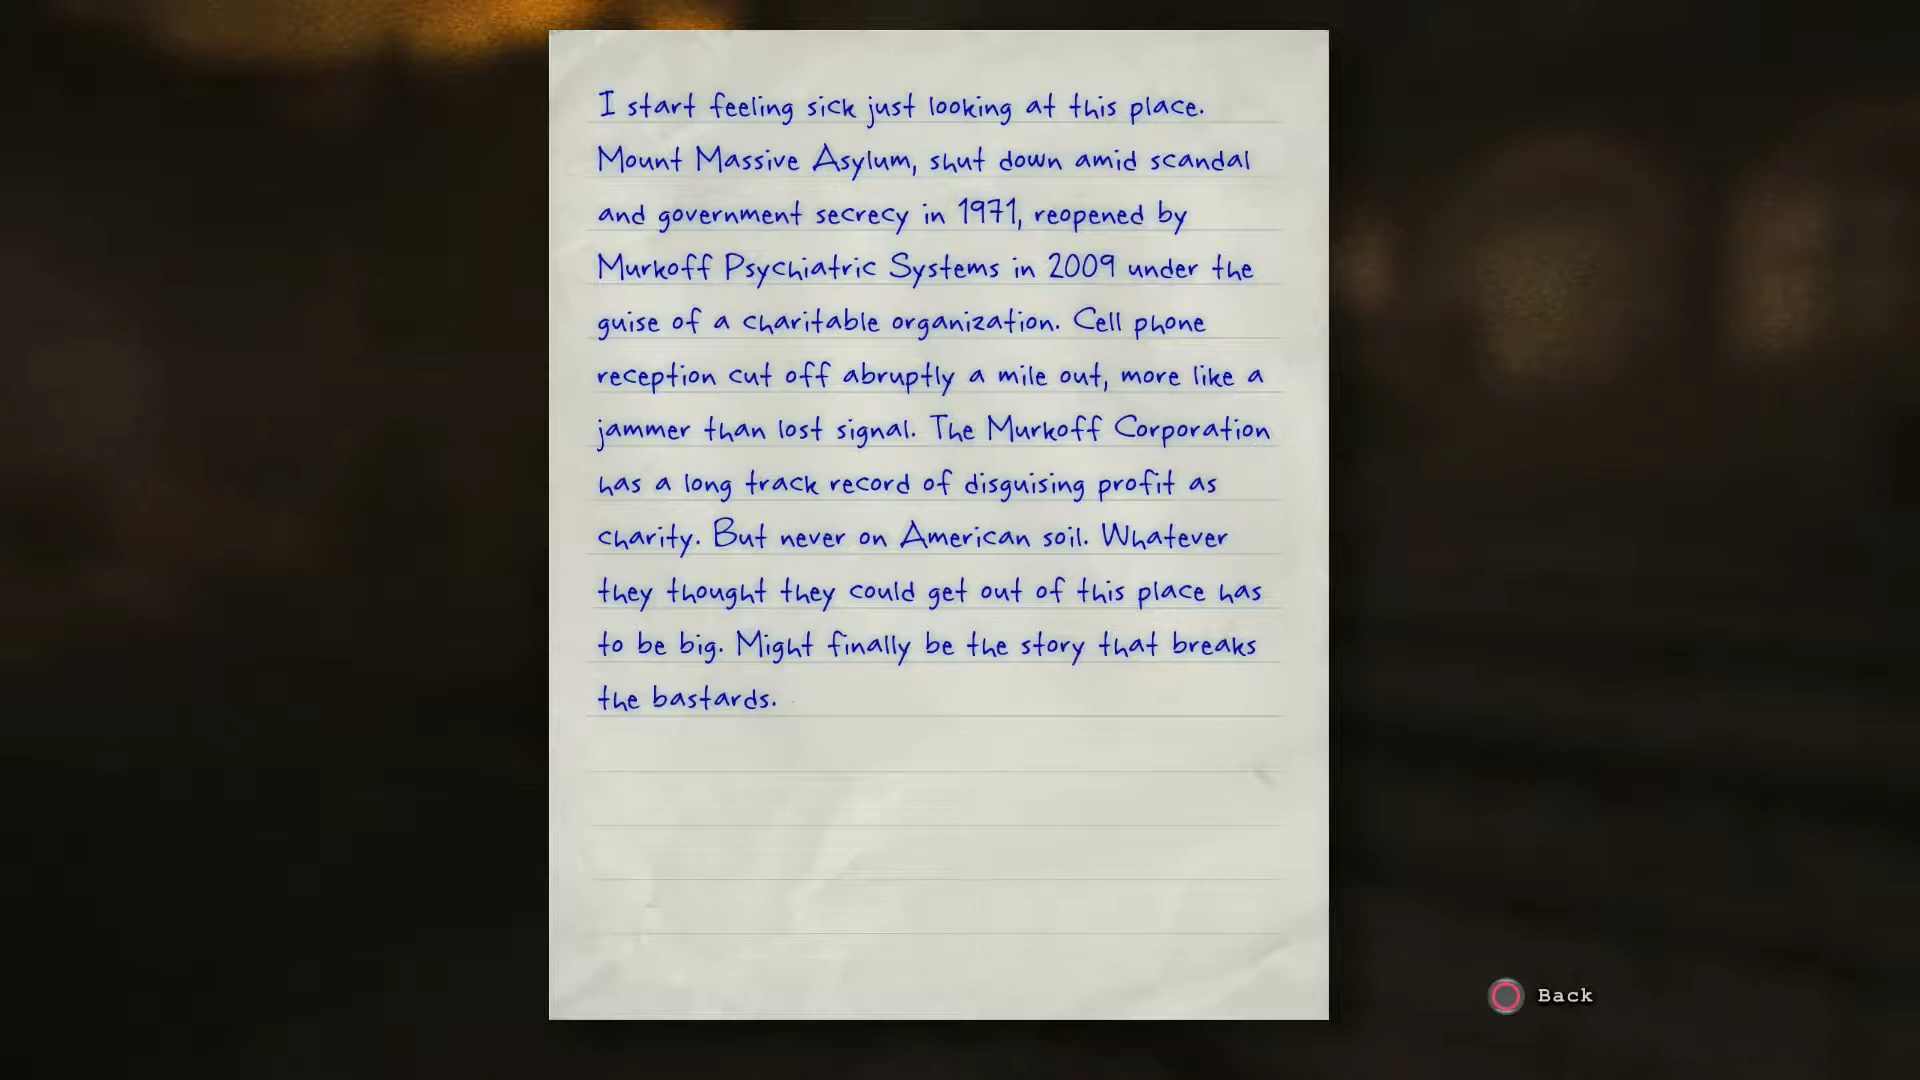 I start feeling sick just looking at this place.
Mount Massive Asylum, shut down amid scandal
and government secrecy in 1971, reopened by
Murkoff Psychiatric Systems in 2009 under the
guise of a charitable organization. Cell phone
reception cut off abruptly a mile out, more like a
jammer than lost signal. The Murkoff Corporation
has a long track record of disguising profit as
charity. But never on American soil. Whatever
they thought they could get out of this place has
to be big. Might finally be the story that breaks
the bastards.
Back